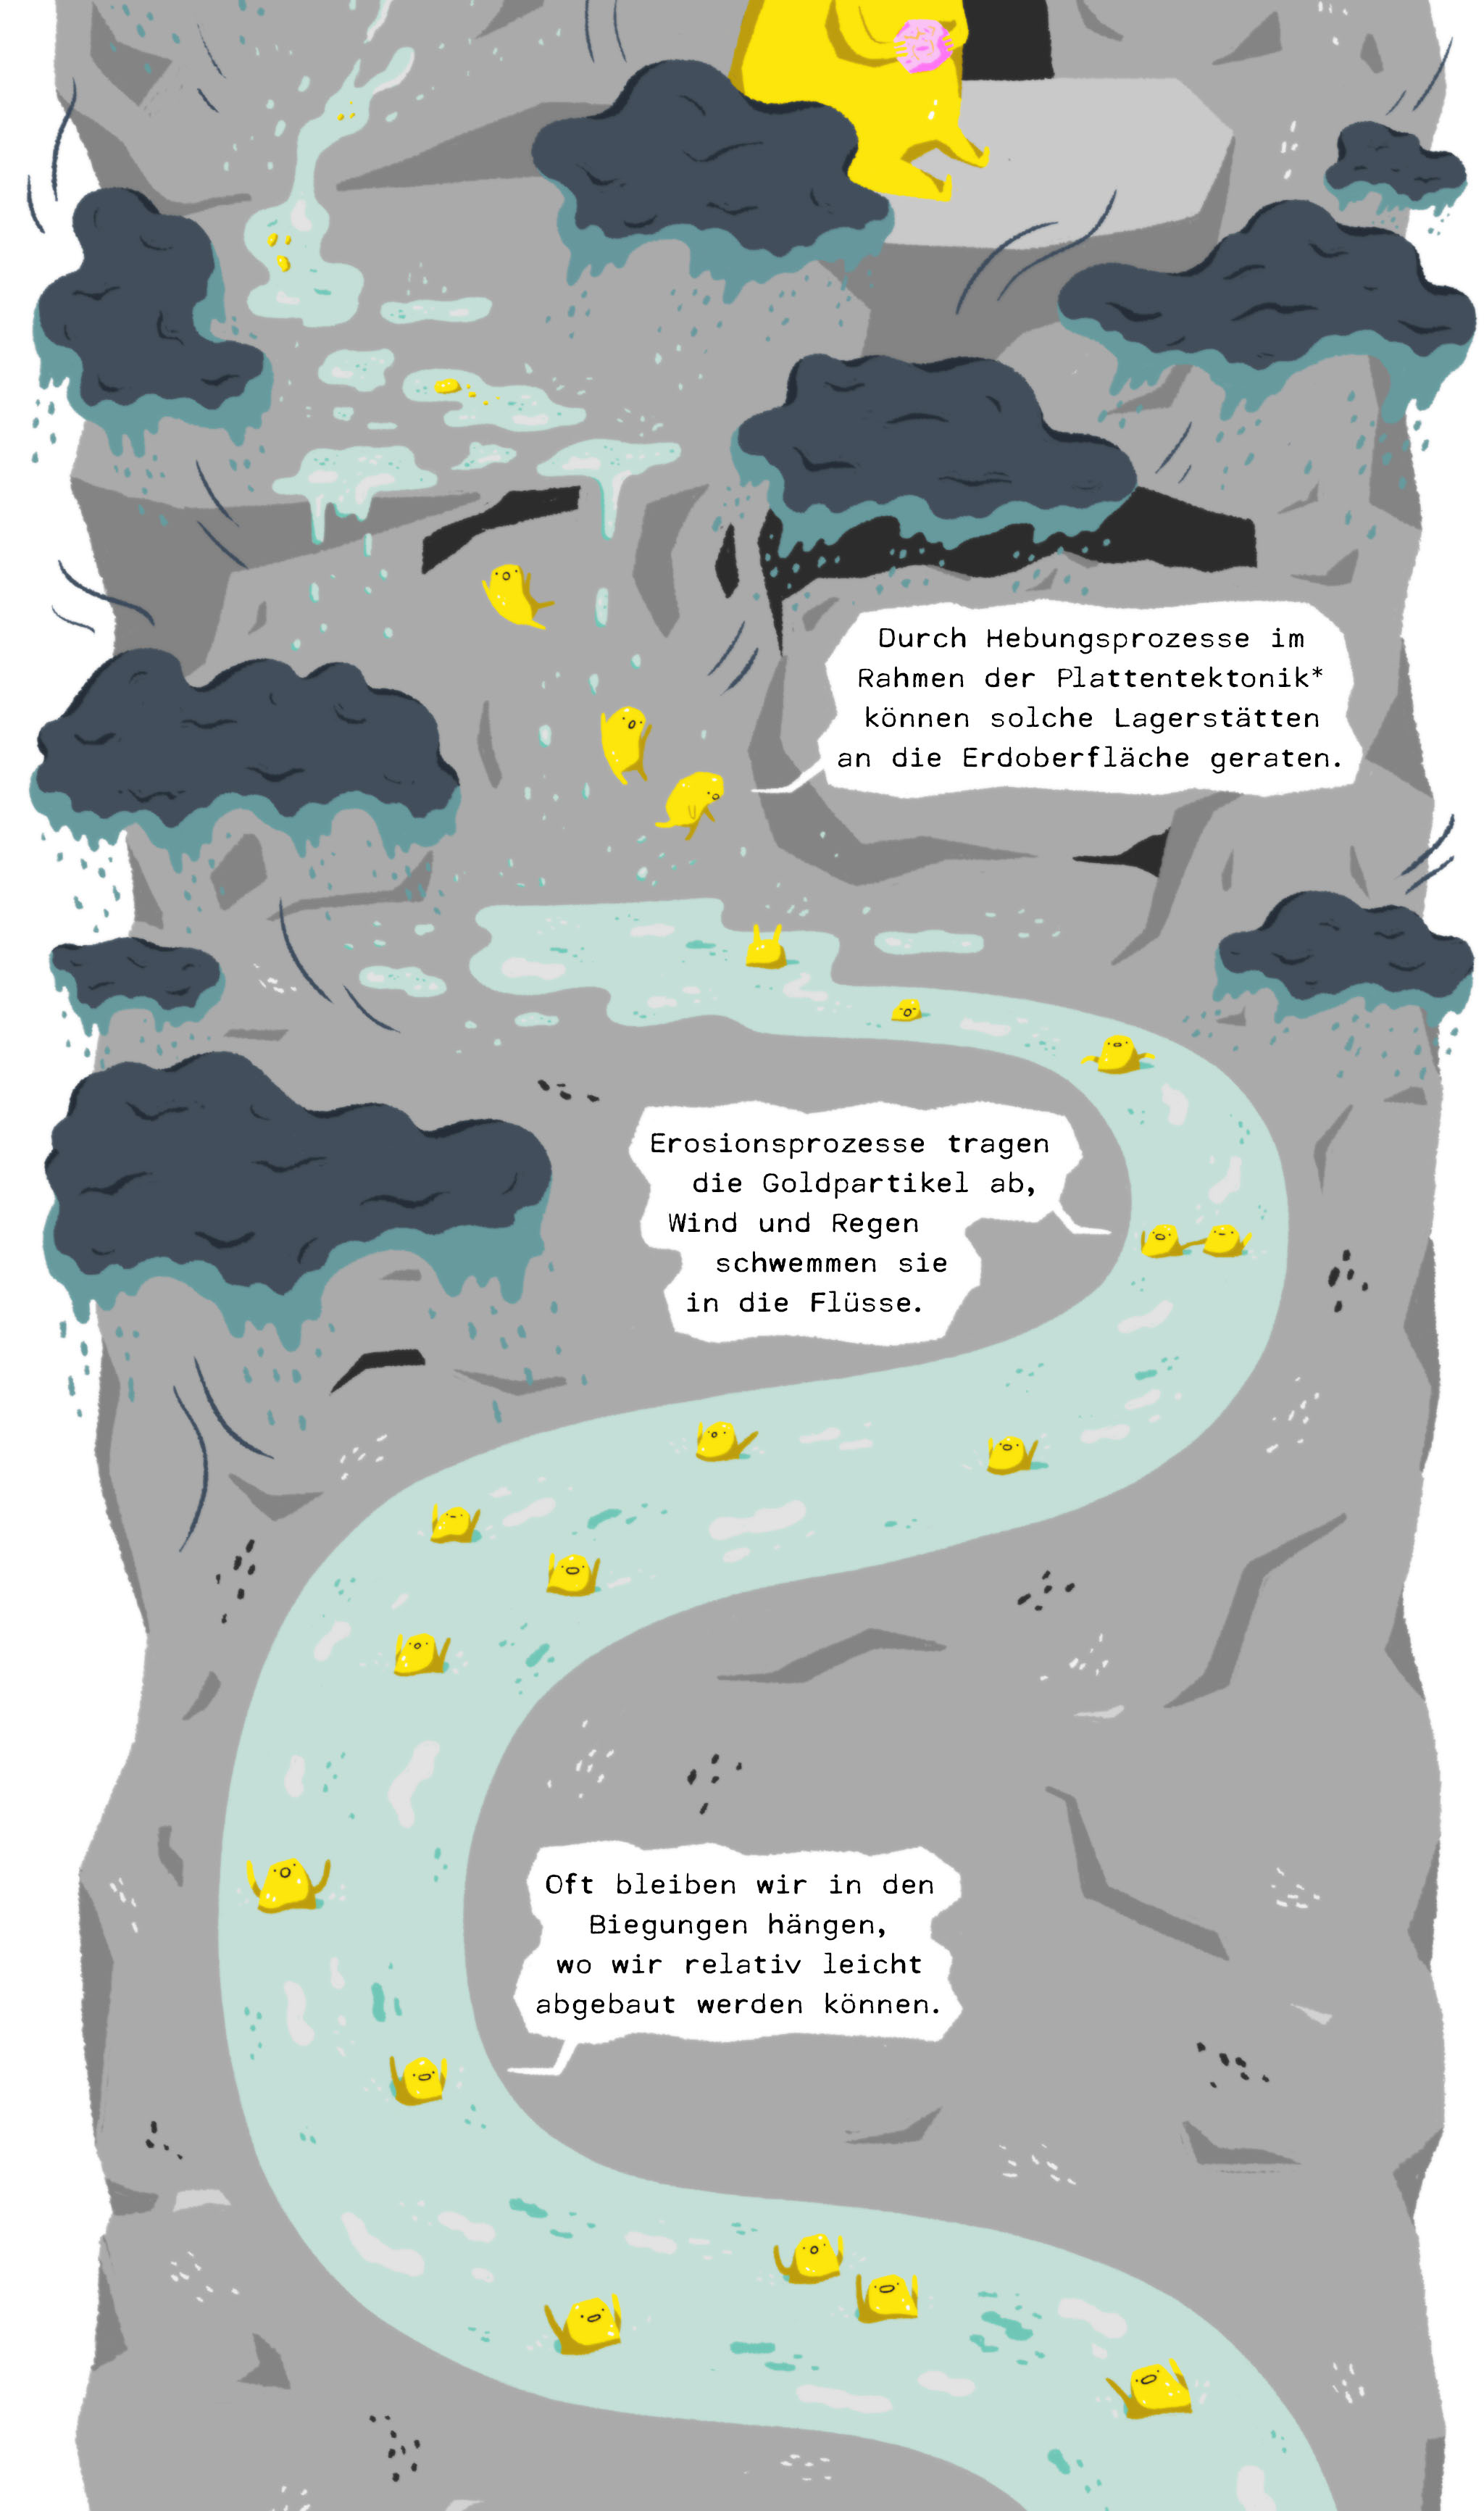 Durch Hebungsprozesse im
Rahmen der Plattentektonik*
können solche Lagerstätten
an die Erdoberfläche geraten.
Erosionsprozesse tragen
die Goldpartikel ab,
Wind und Regen
schwemmen sie
in die Flüsse.
Oft bleiben wir in den
Biegungen hängen,
wo wir relativ leicht
abgebaut werden können.